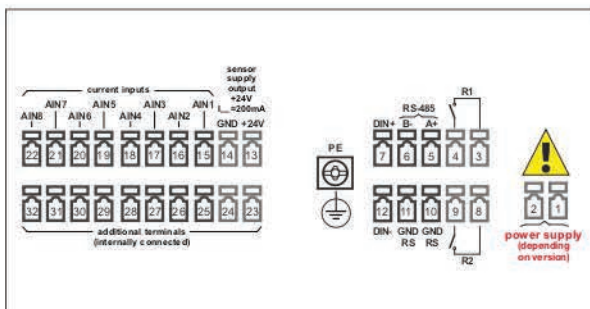 sensor
supply
output
+24V
=200mA
current inputs
AIN8 AIN7 AIN6 AIN5 AIN4 AIN3 AIN2 AIN1
GND +24V
22 21 20 19 18 17 16 15 14 13
32 31 30 29 28 27 26 25 24 23
additional terminals
(internally connected)
PE
RS-485
R1
DIN+ B- A+
7 6 5 4 3
12 11 10 9 8
DIN- GND GND
RS RS
R2
2 1
power supply
(depending
on version)